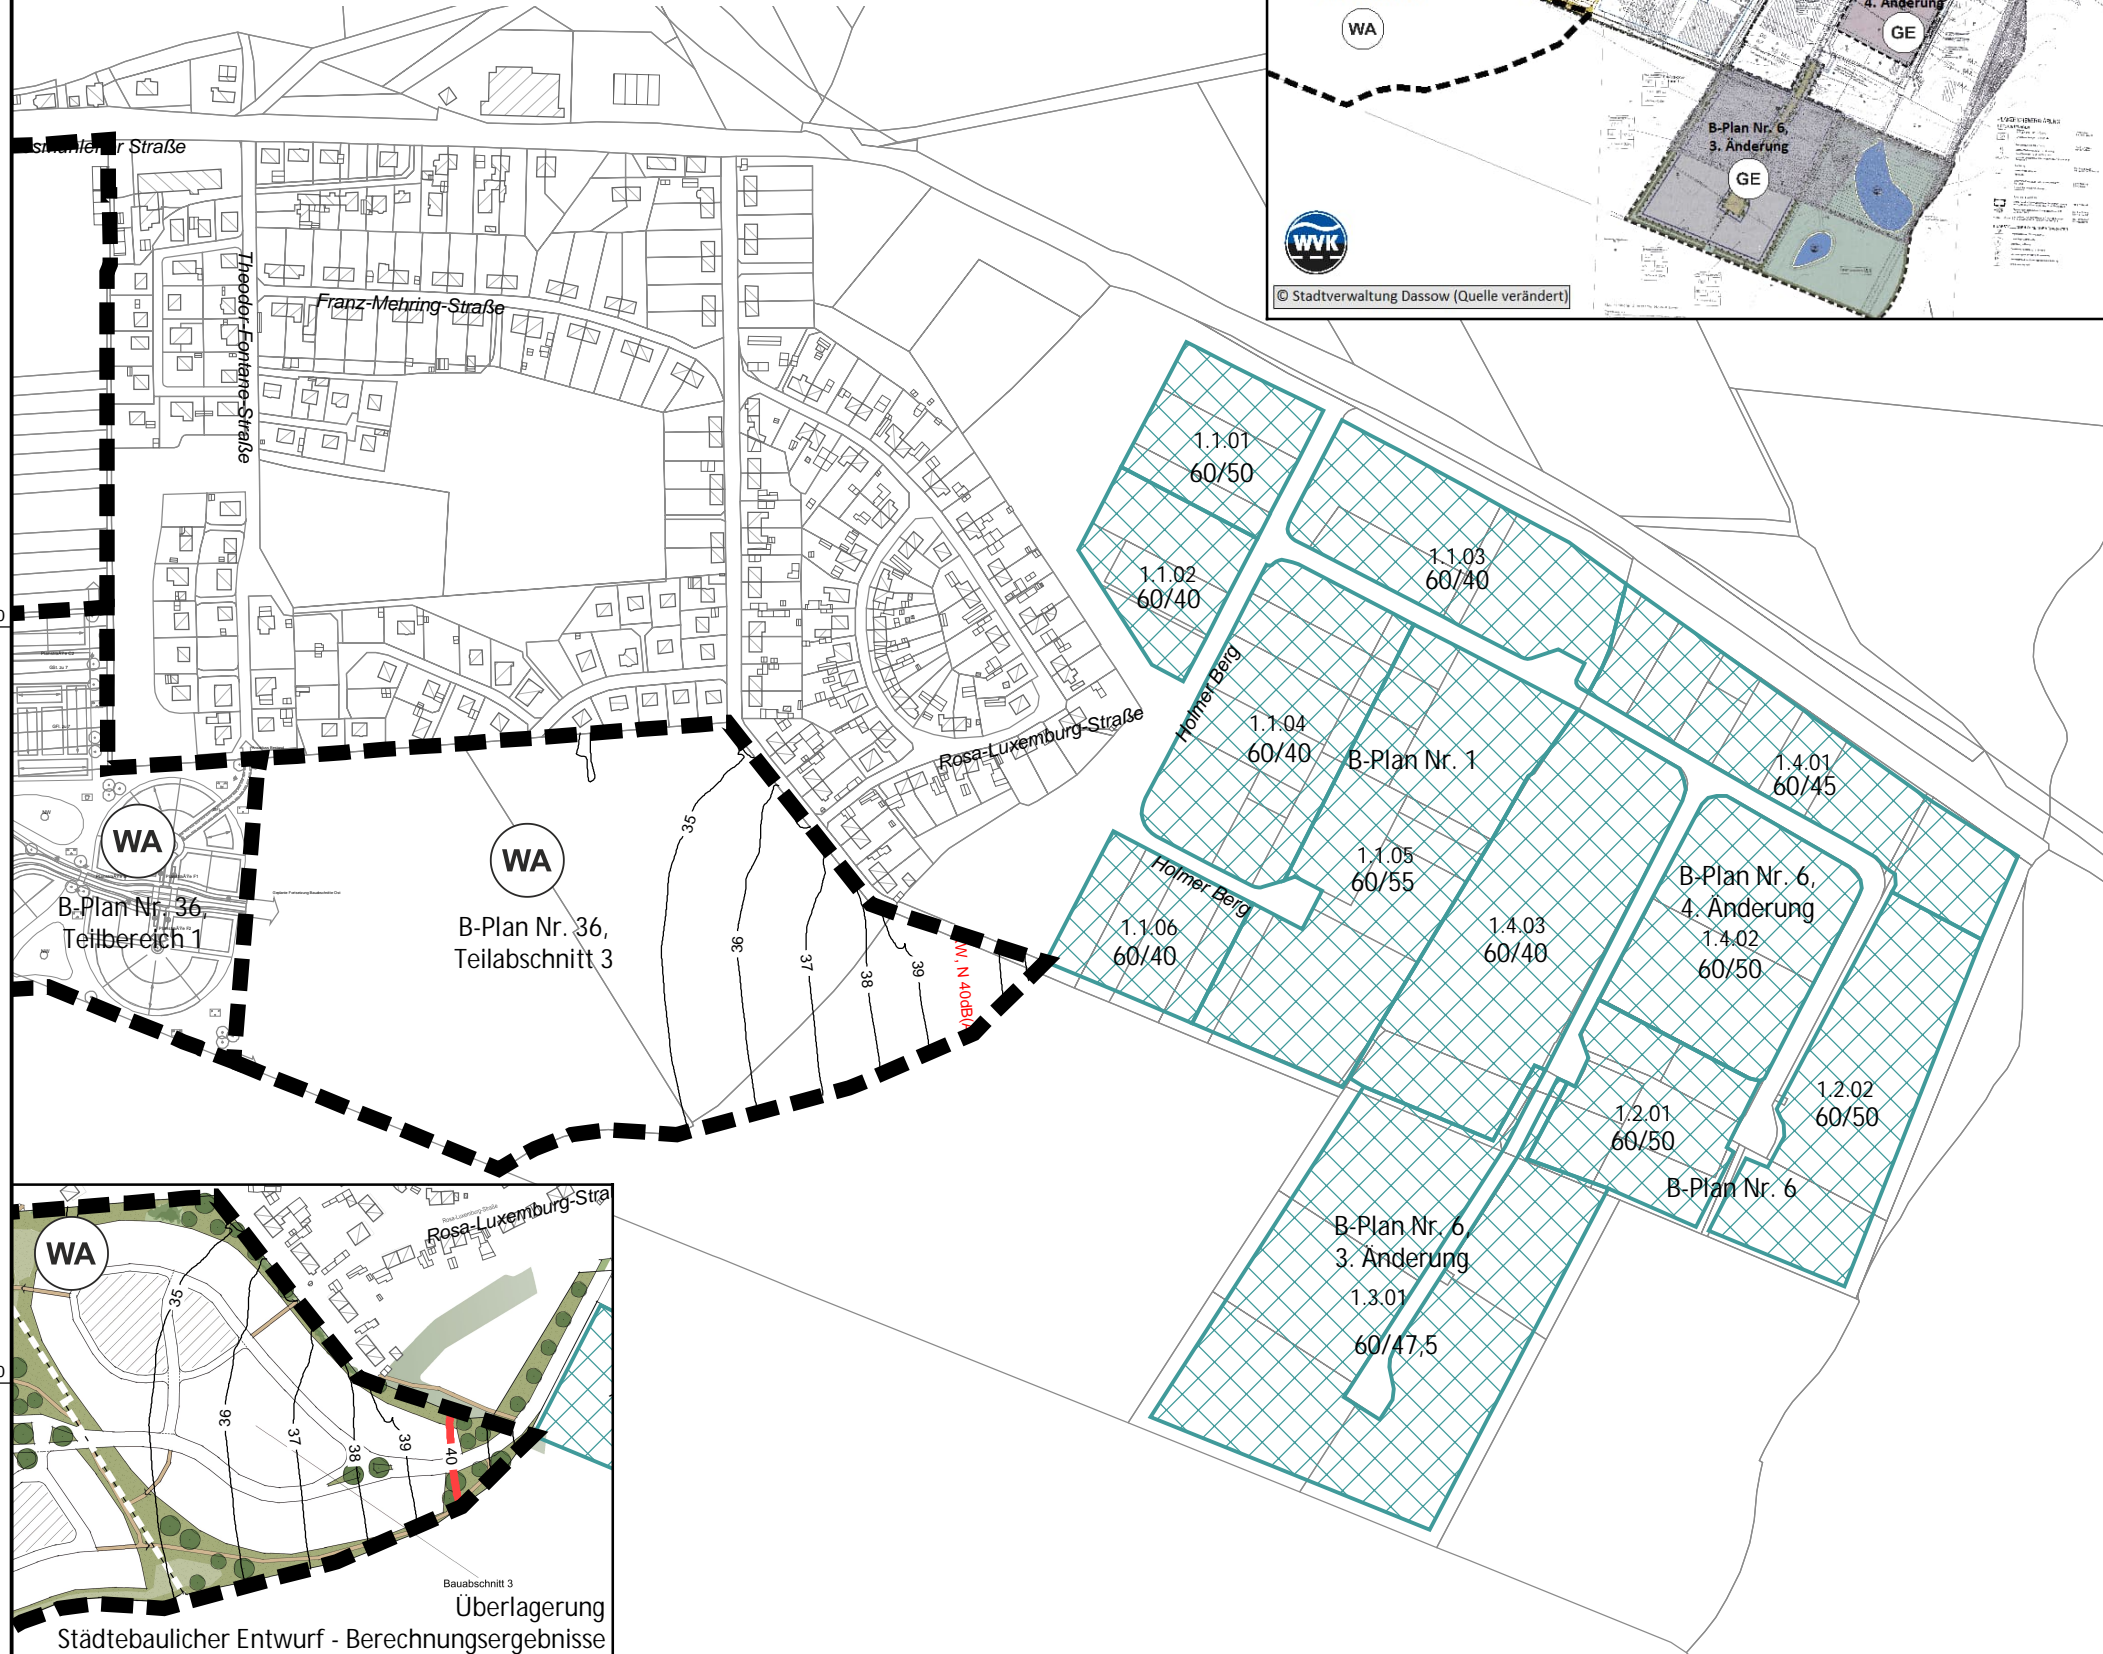 WA
4. Änderung
GE
B-Plan Nr. 6,
3. Änderung
GE
WVK
© Stadtverwaltung Dassow (Quelle verändert)
Straße
Theodor-Fontane-Straße
Franz-Mehring-Straße
Rosa-Luxemburg-Straße
Holmer Berg
Holmer Berg
1.1.01
60/50
1.1.02
60/40
1.1.03
60/40
1.1.04
60/40
B-Plan Nr. 1
1.1.05
60/55
1.1.06
60/40
1.4.01
60/45
1.4.03
60/40
B-Plan Nr. 6,
4. Änderung
1.4.02
60/50
1.2.01
60/50
1.2.02
60/50
B-Plan Nr. 6
B-Plan Nr. 6,
3. Änderung
1.3.01
60/47,5
WA
B-Plan Nr. 36,
Teilbereich 1
WA
B-Plan Nr. 36,
Teilabschnitt 3
35
36
37
38
39
W, N 40dB(A
WA
Rosa-Luxemburg-Straße
Rosa-Luxemburg-Stra
35
36
37
38
39
40
Bauabschnitt 3
Überlagerung
Städtebaulicher Entwurf - Berechnungsergebnisse